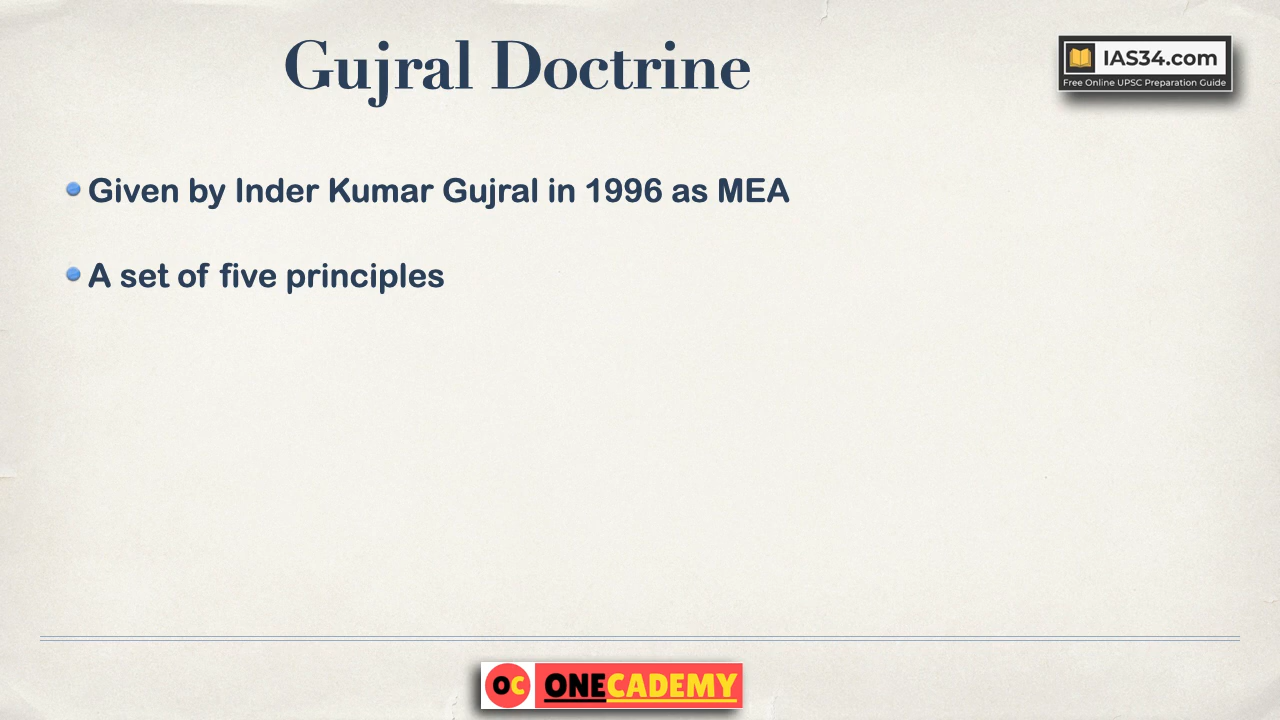 Gujral Doctrine
IAS34.com
Free Online UPSC Preparation Guide
Given by Inder Kumar Gujral in 1996 as MEA
A set of five principles
OC ONECADEMY